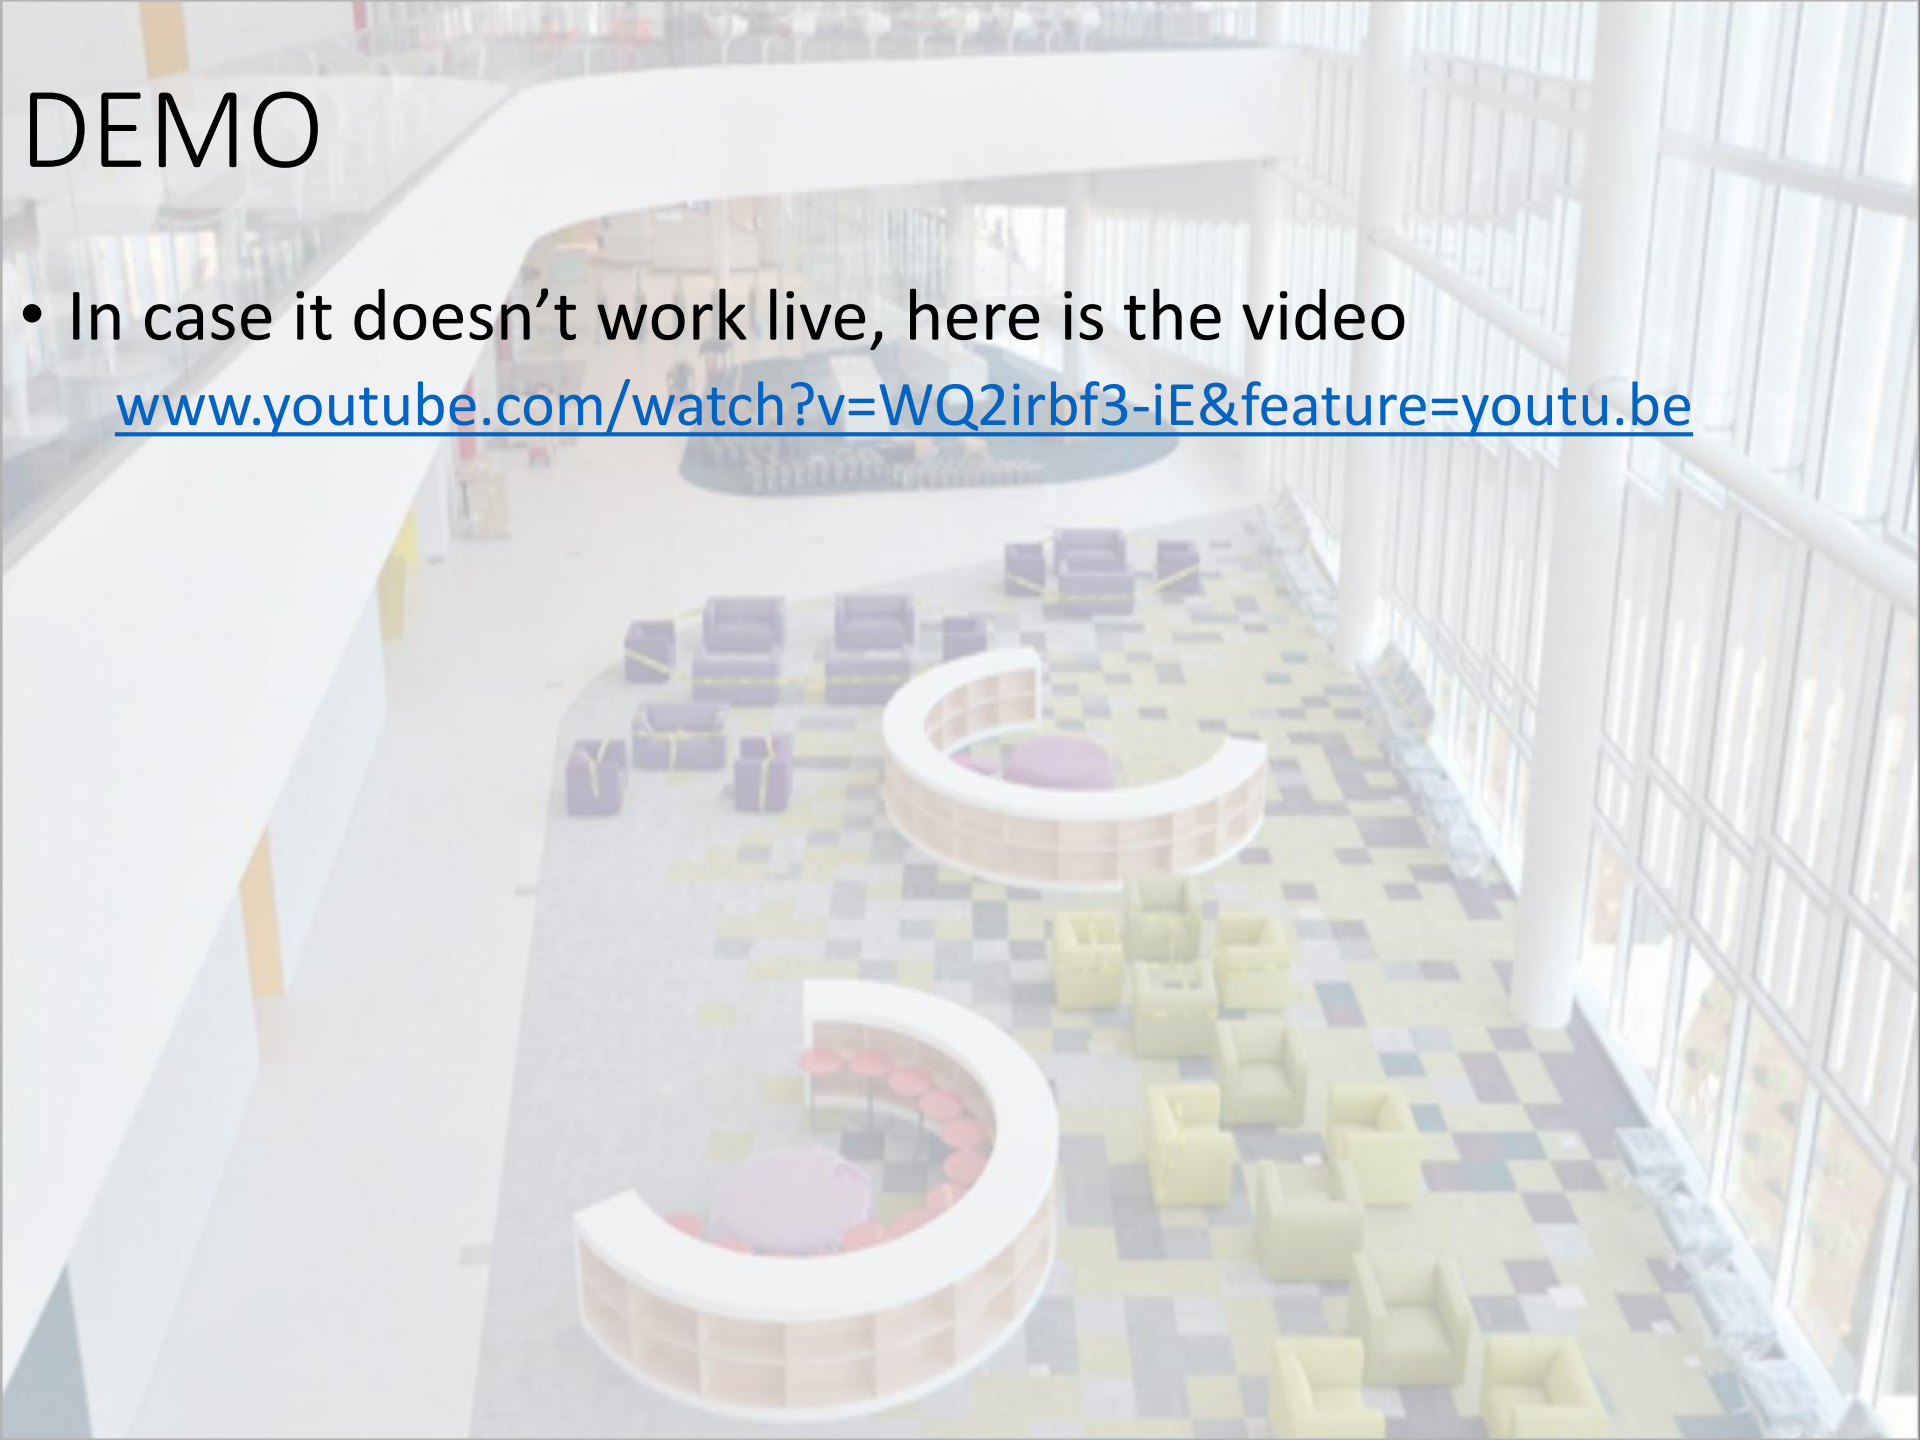 DEMO
• In case it doesn’t work live, here is the video
www.youtube.com/watch?v=WQ2irbf3-iE&feature=youtu.be